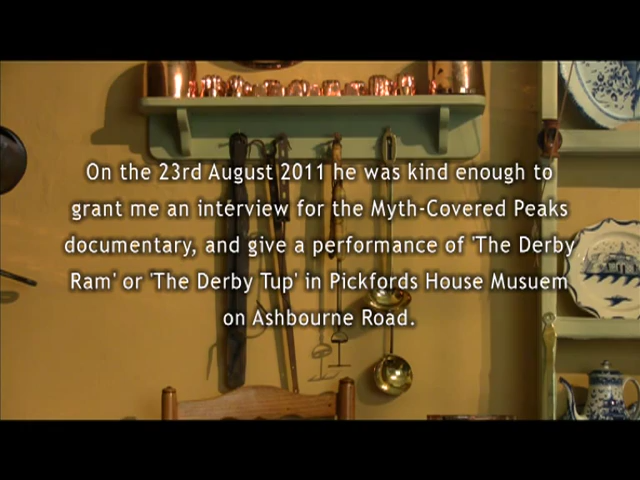 On the 23rd August 2011 he was kind enough to
grant me an interview for the Myth-Covered Peaks
documentary, and give a performance of 'The Derby
Ram' or 'The Derby Tup' in Pickfords House Musuem
on Ashbourne Road.